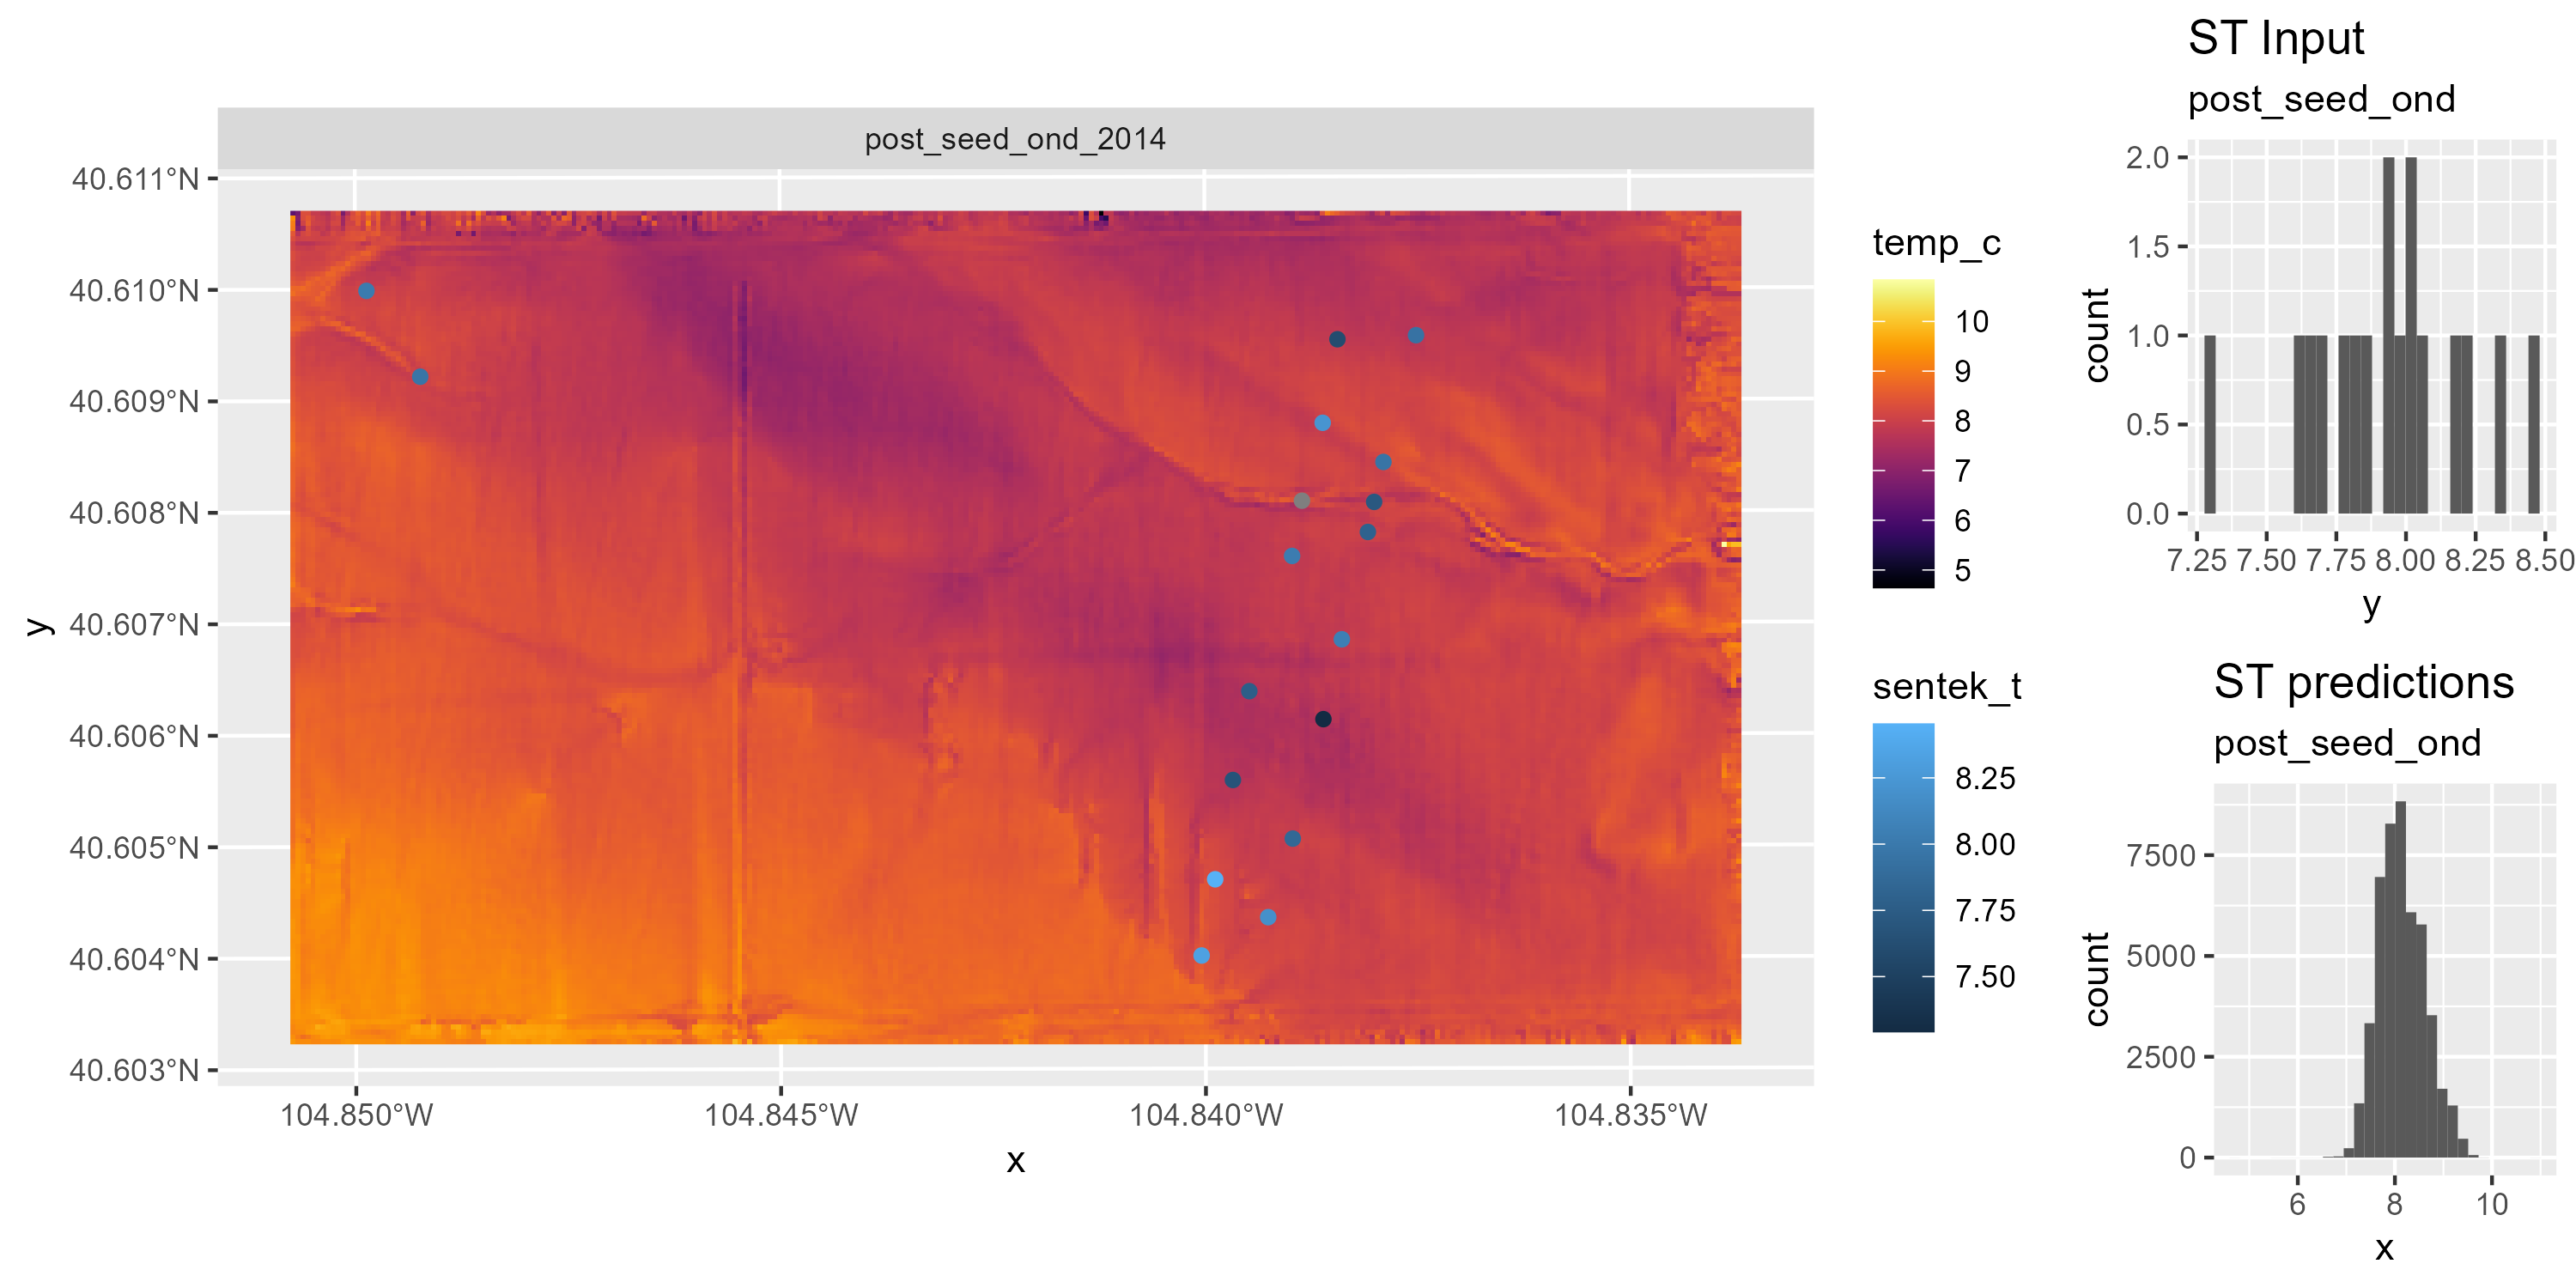 post_seed_ond_2014
40.611°N
40.610°N
40.609°N
40.608°N
40.607°N
40.606°N
40.605°N
40.604°N
40.603°N
y
104.850°W 104.845°W 104.840°W 104.835°W
x
temp_c
10
9
8
7
6
5
sentek_t
8.25
8.00
7.75
7.50
ST Input
post_seed_ond
2.0
1.5
1.0
0.5
0.0
count
7.25 7.50 7.75 8.00 8.25 8.50
y
ST predictions
post_seed_ond
7500
5000
2500
0
count
6 8 10
x